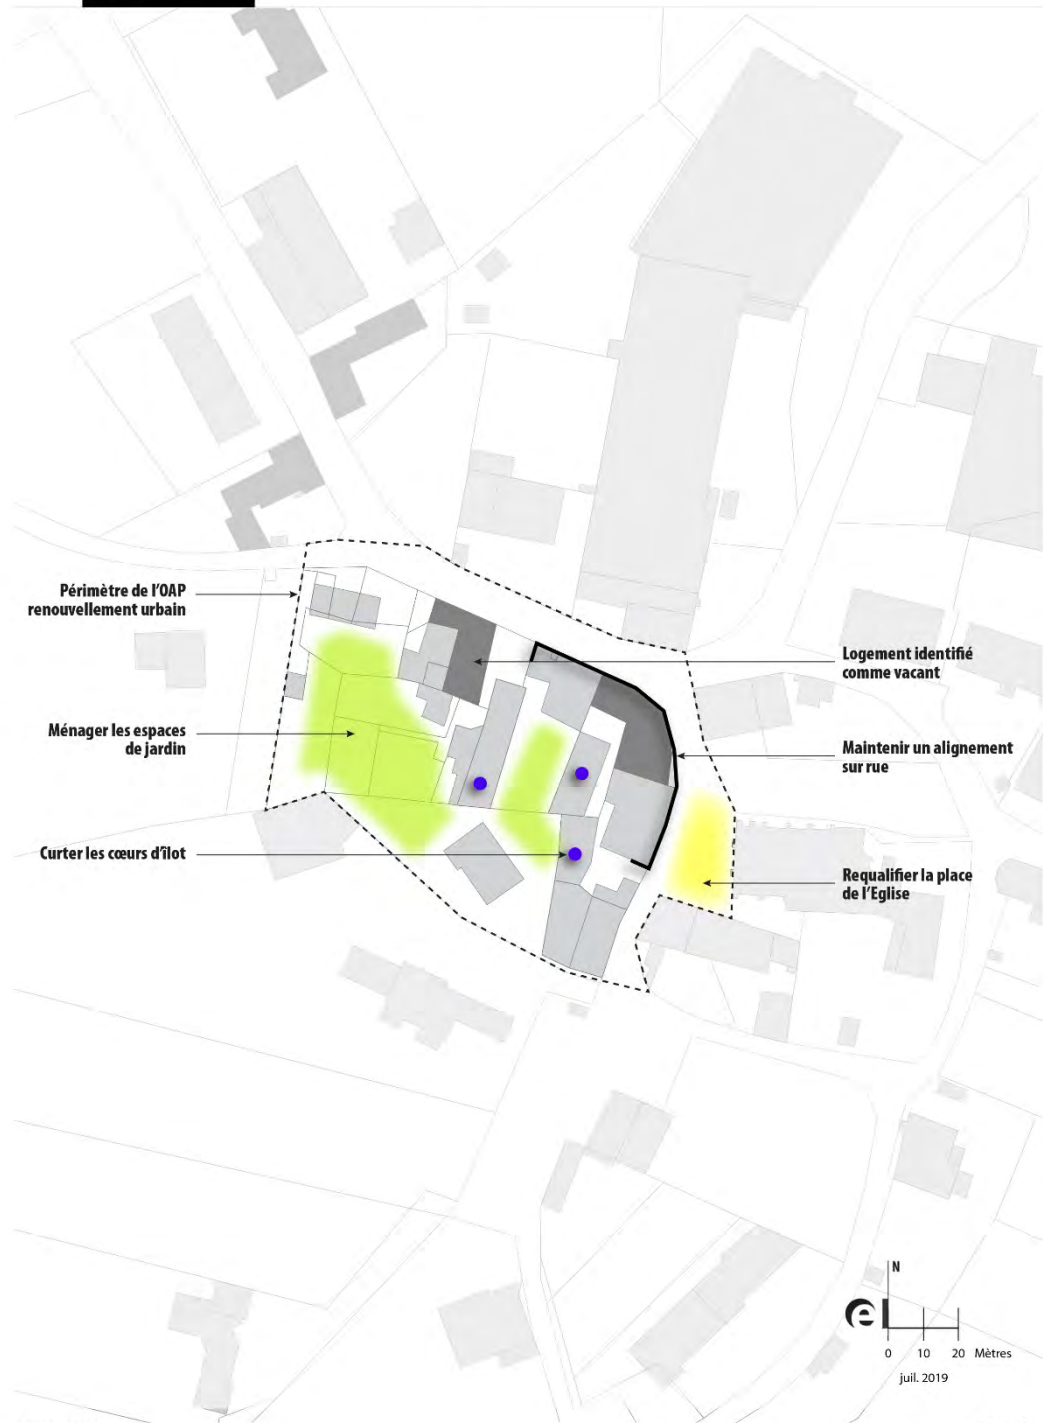 Périmètre de l'OAP
renouvellement urbain
Logement identifié
comme vacant
Ménager les espaces
de jardin
Maintenir un alignement
sur rue
Curter les cœurs d'îlot
Requalifier la place
de l'Eglise
N
e
0 10 20 Mètres
juil. 2019